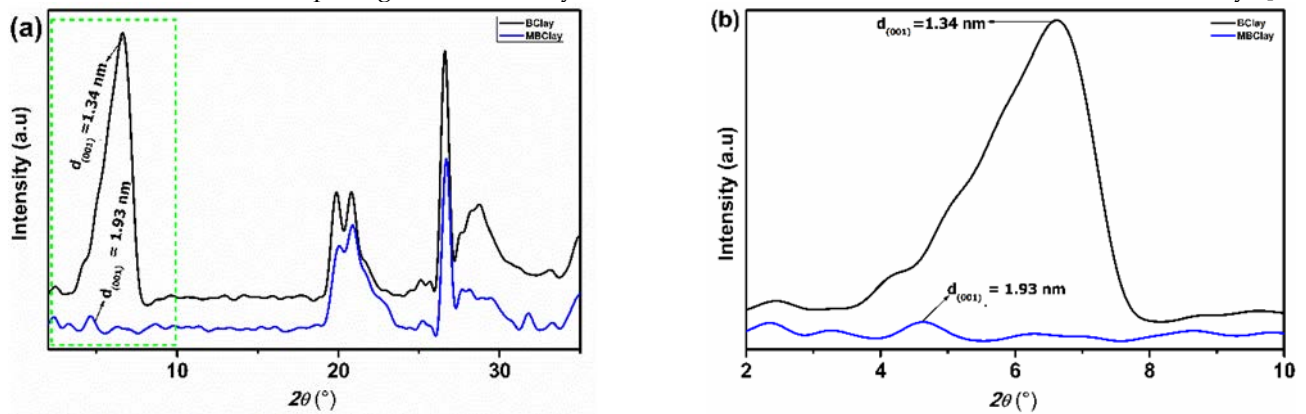 (a)
BClay
MBClay
d(001) = 1.34 nm
d(001) = 1.93 nm
Intensity (a.u)
10
20
30
2θ (°)
(b)
BClay
MBClay
d(001) =1.34 nm
d(001) = 1.93 nm
Intensity (a.u)
2
4
6
8
10
2θ (°)